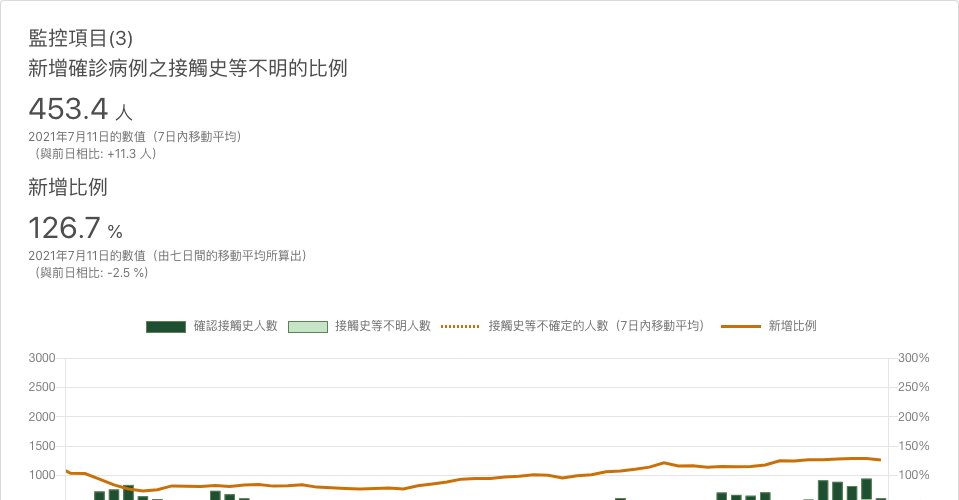 監控項目(3)
新增確診病例之接觸史等不明的比例
453.4 人
2021年7月11日的數值（7日內移動平均）
（與前日相比: +11.3 人）
新增比例
126.7 %
2021年7月11日的數值（由七日間的移動平均所算出）
（與前日相比: -2.5 %）
確認接觸史人數 接觸史等不明人數 接觸史等不確定的人數（7日內移動平均） 新增比例
3000 300%
2500 250%
2000 200%
1500 150%
1000 100%